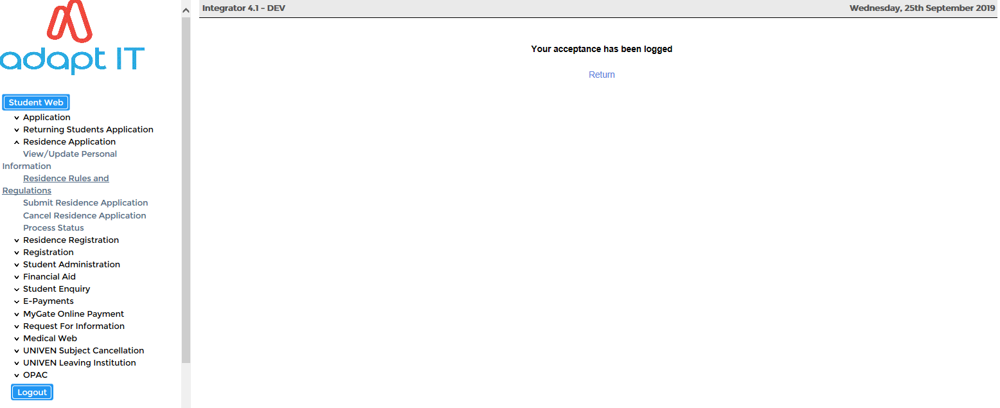 adapt IT
Student Web
Application
Returning Students Application
Residence Application
View/Update Personal
Information
Residence Rules and
Regulations
Submit Residence Application
Cancel Residence Application
Process Status
Residence Registration
Registration
Student Administration
Financial Aid
Student Enquiry
E-Payments
MyGate Online Payment
Request For Information
Medical Web
UNIVEN Subject Cancellation
UNIVEN Leaving Institution
OPAC
Logout
Integrator 4.1 - DEV
Wednesday, 25th September 2019
Your acceptance has been logged
Return